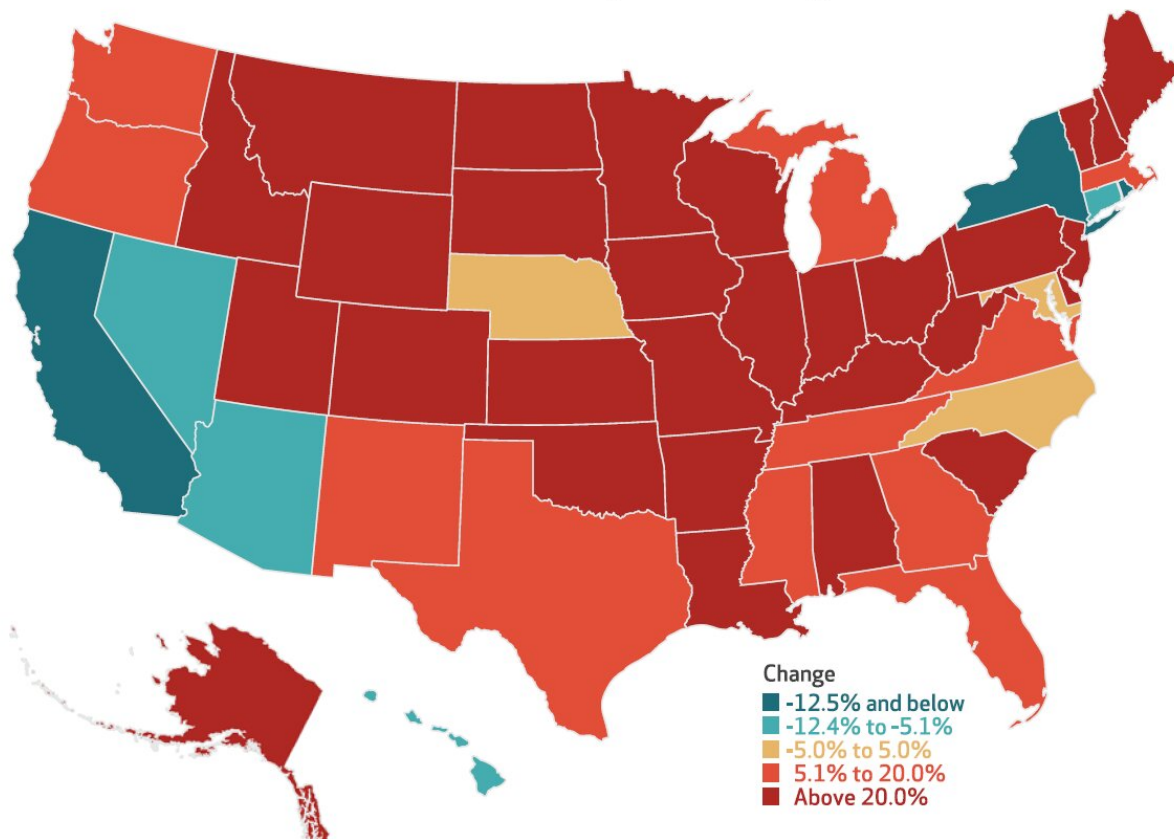 Change
-12.5% and below
-12.4% to -5.1%
-5.0% to 5.0%
5.1% to 20.0%
Above 20.0%